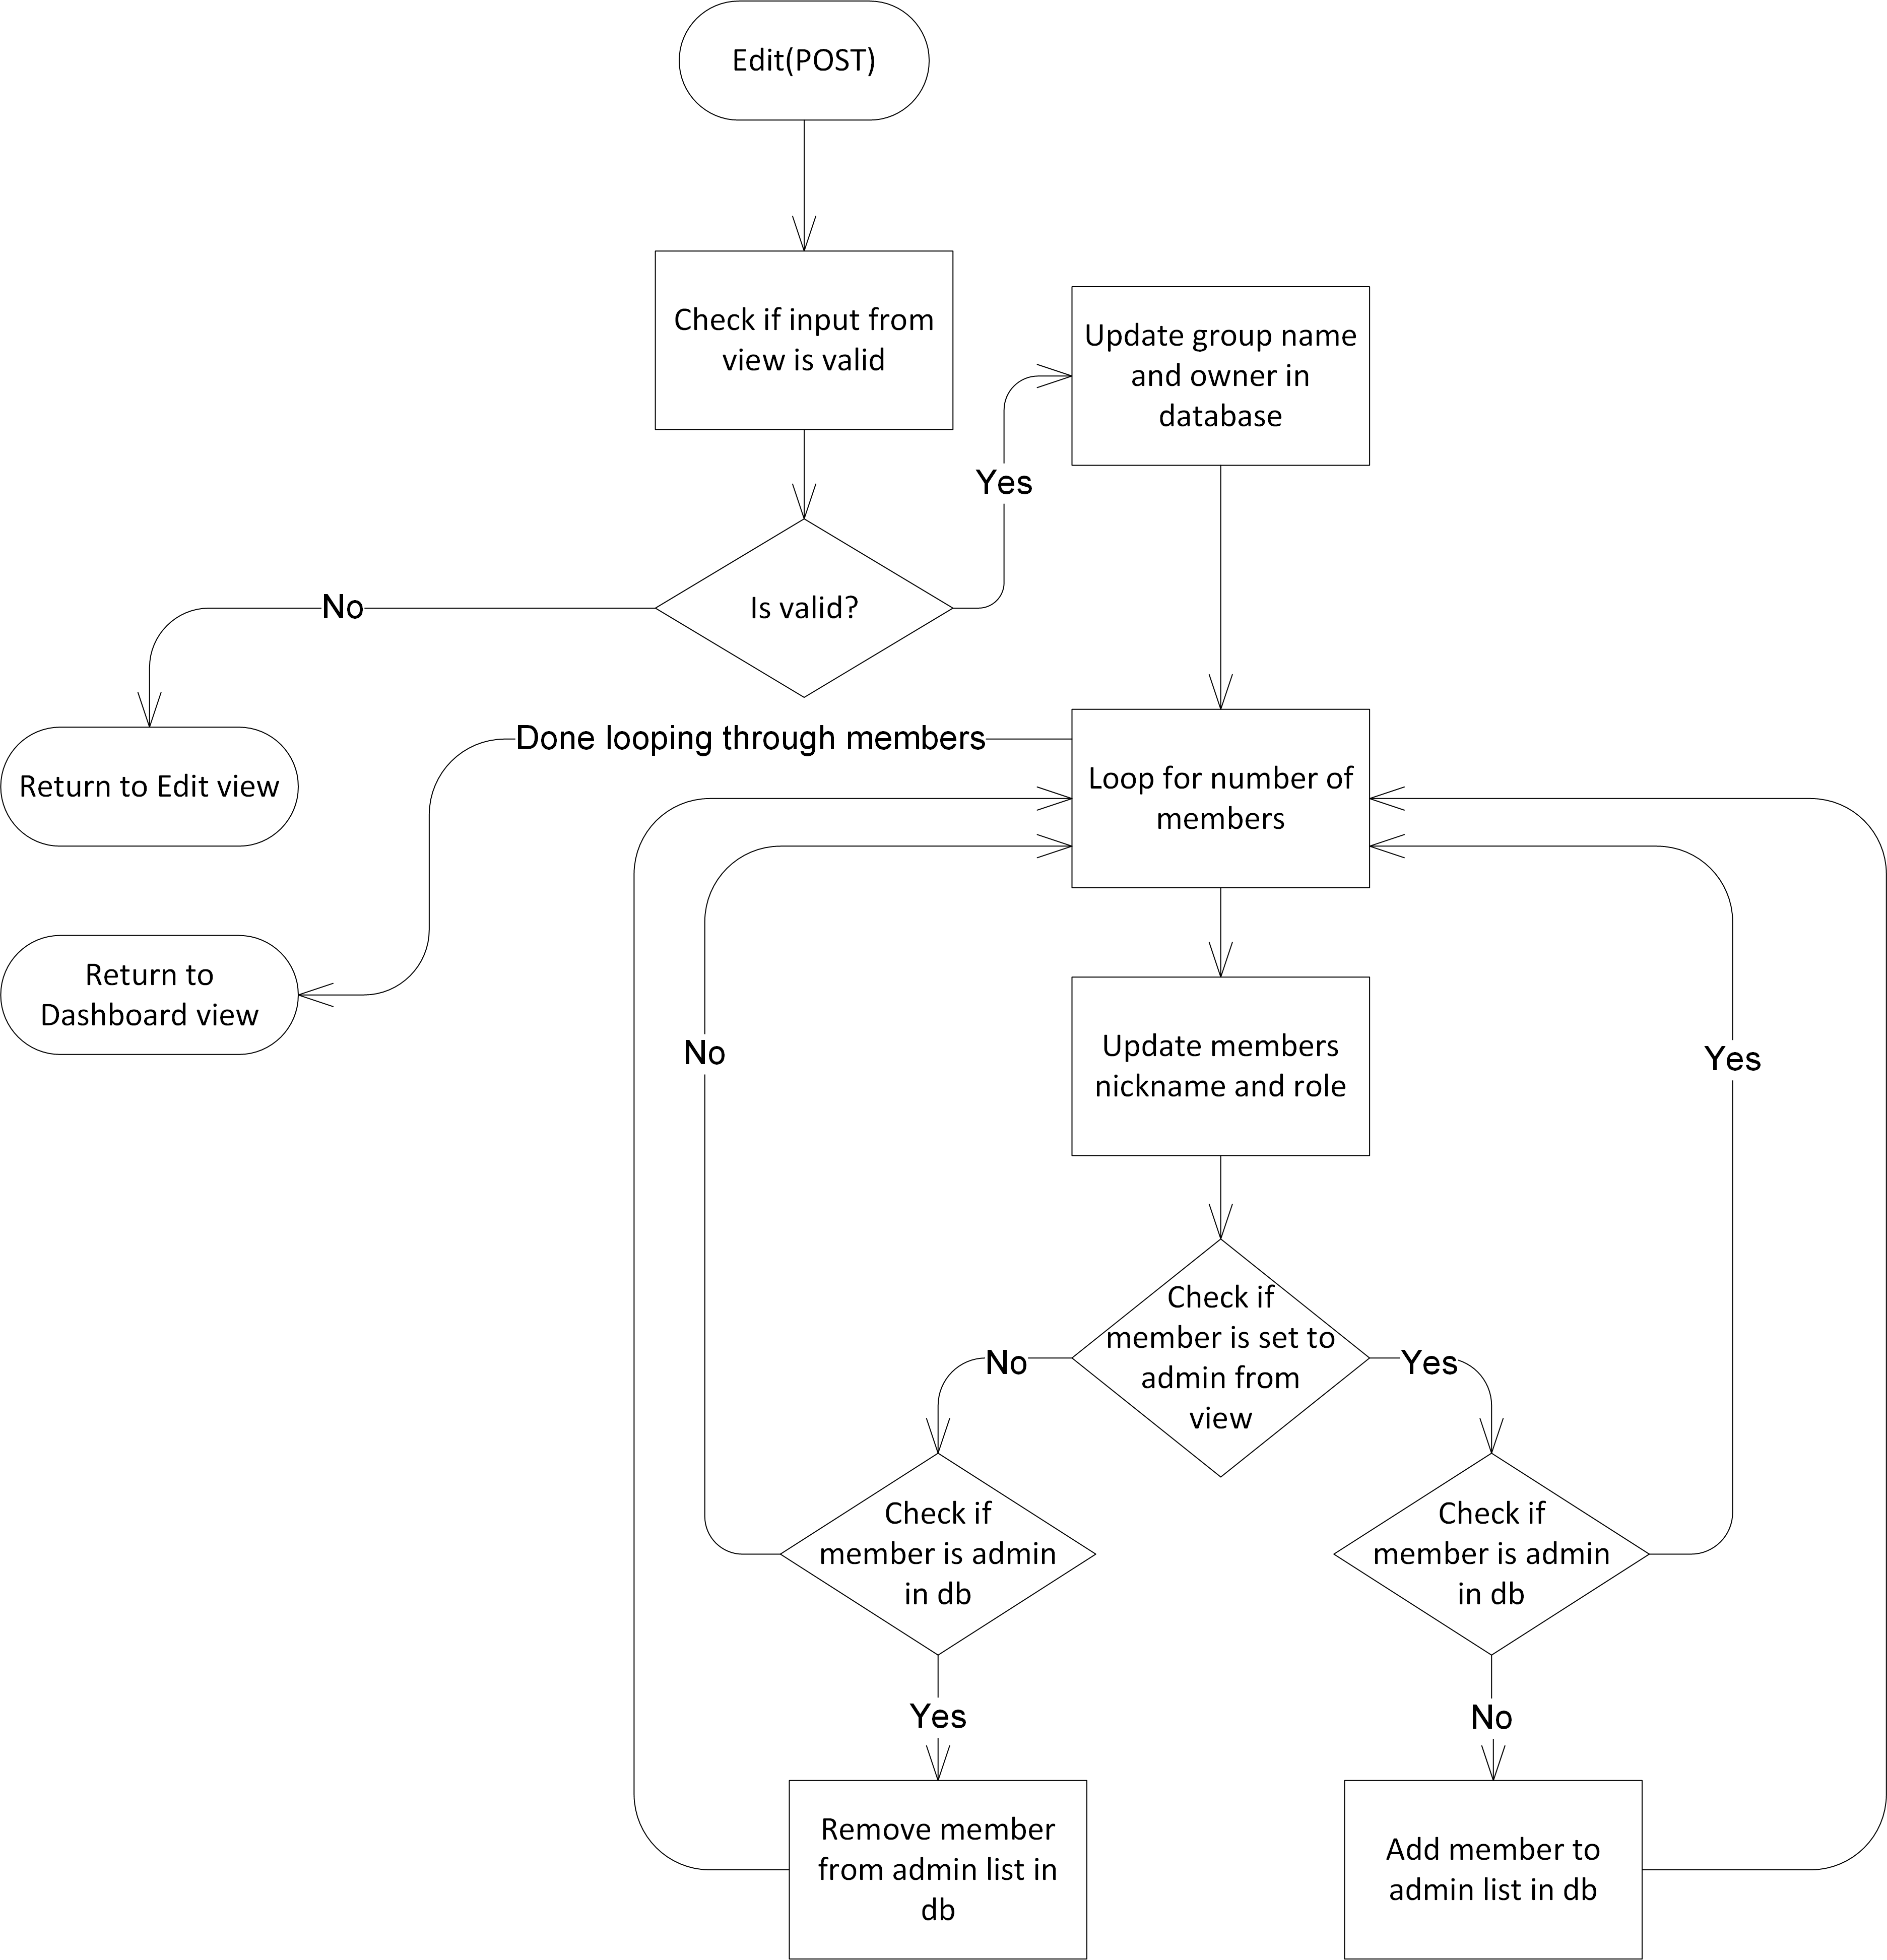 Edit(POST)
Check if input from
view is valid
Update group name
and owner in
database
Yes
Is valid?
No
Return to Edit view
Done looping through members
Loop for number of
members
Return to
Dashboard view
No
Update members
nickname and role
Yes
Check if
member is set to
admin from
view
No
Yes
Check if
member is admin
in db
Check if
member is admin
in db
Yes
No
Remove member
from admin list in
db
Add member to
admin list in db